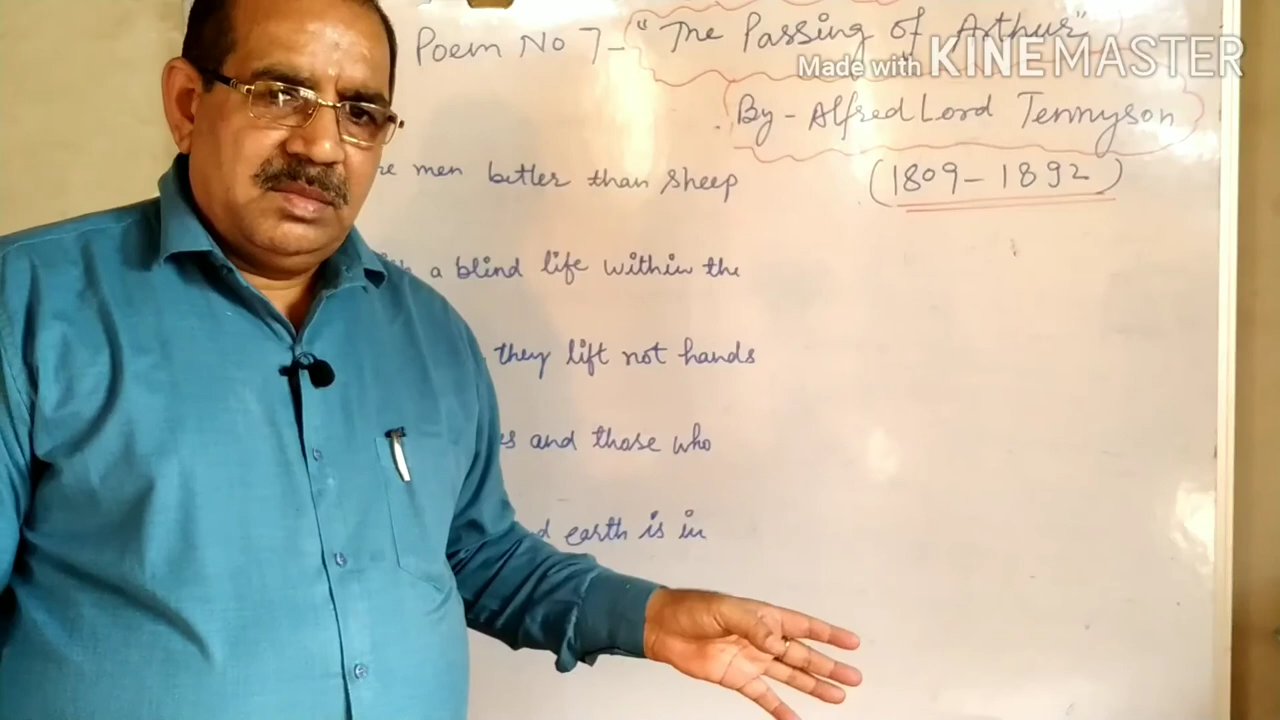 Poem No 7- "The Passing of Arthur"
Made with KINEMASTER
By - Alfred Lord Tennyson
men better than sheep
(1809-1892)
a blind life within the
they lift not hands
and those who
earth is in